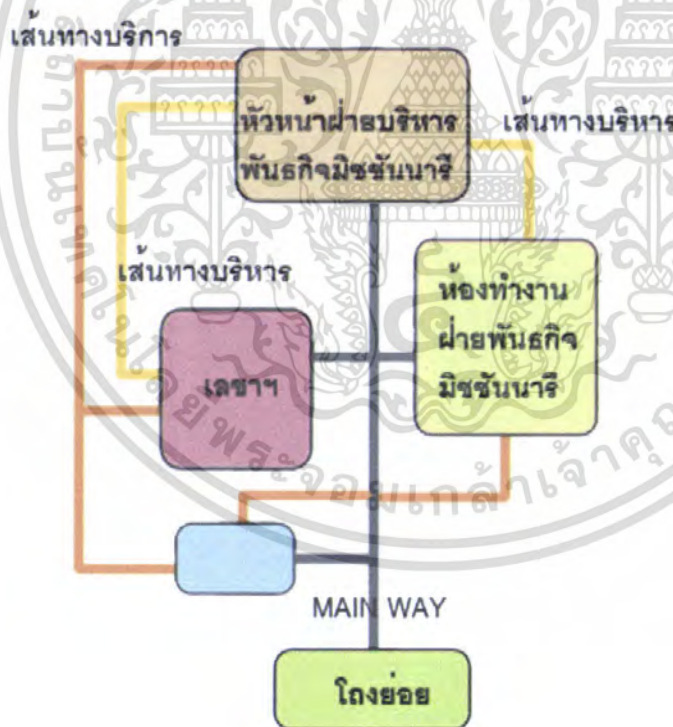 เส้นทางบริการ
หัวหน้าฝ่ายบริหาร
พันธกิจมิชชันนารี
เส้นทางบริหาร
เส้นทางบริหาร
ห้องทำงาน
ฝ่ายพันธกิจ
มิชชันนารี
เลขาฯ
MAIN WAY
โถงย่อย